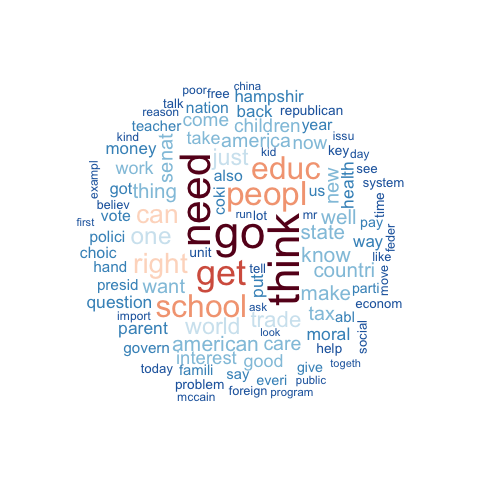 china
poor free
talk nation hampshir
reason come back republican
teacher take america now year issu
kind money senat just children kid key day
exampl work also educ us new health see system
believ got thing need coki peopl time
vote can run lot mr well pay
first polici one go think state way feder
choic unit know like
hand right get tell put countri move
presid want make parti
question school ask trade tax abl econom
import parent world look moral social
govern american care help
today interest good togeth
famili say everi give
problem foreign public
mccain program